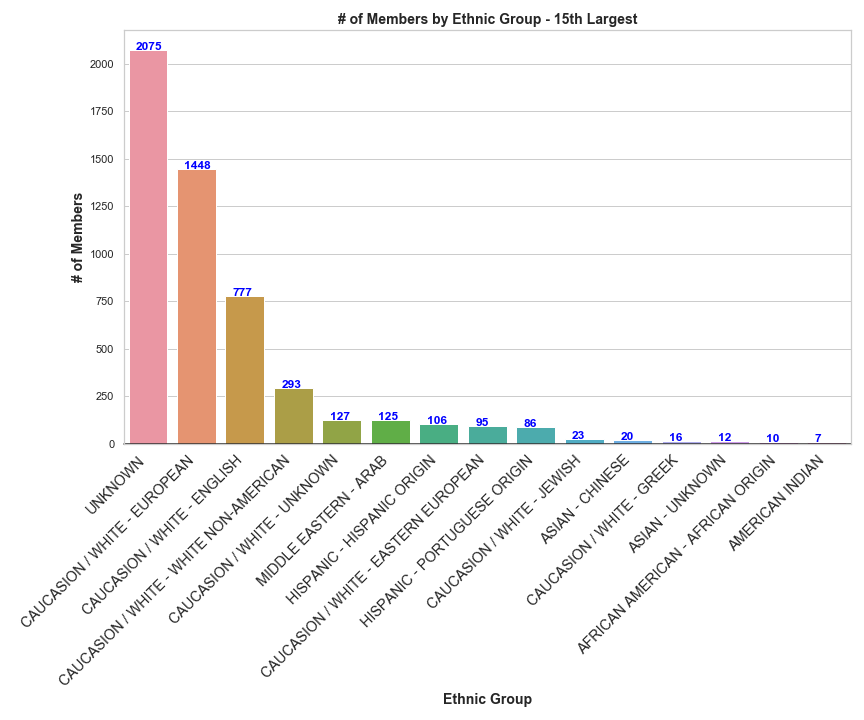 # of Members by Ethnic Group - 15th Largest
# of Members
2000
1750
1500
1250
1000
750
500
250
0
2075
1448
777
293
127
125
106
95
86
23
20
16
12
10
7
UNKNOWN
CAUCASION / WHITE - EUROPEAN
CAUCASION / WHITE - ENGLISH
CAUCASION / WHITE - WHITE NON-AMERICAN
CAUCASION / WHITE - UNKNOWN
MIDDLE EASTERN - ARAB
HISPANIC - HISPANIC ORIGIN
CAUCASION / WHITE - EASTERN EUROPEAN
HISPANIC - PORTUGUESE ORIGIN
CAUCASION / WHITE - JEWISH
ASIAN - CHINESE
CAUCASION / WHITE - GREEK
ASIAN - UNKNOWN
AFRICAN AMERICAN - AFRICAN ORIGIN
AMERICAN INDIAN
Ethnic Group